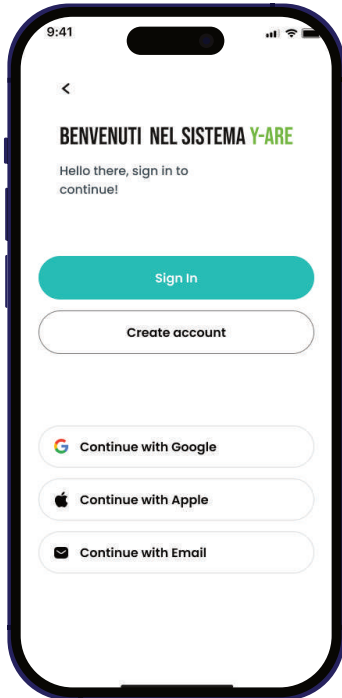 9:41
BENVENUTI NEL SISTEMA Y-ARE
Hello there, sign in to
continue!
Sign In
Create account
Continue with Google
Continue with Apple
Continue with Email